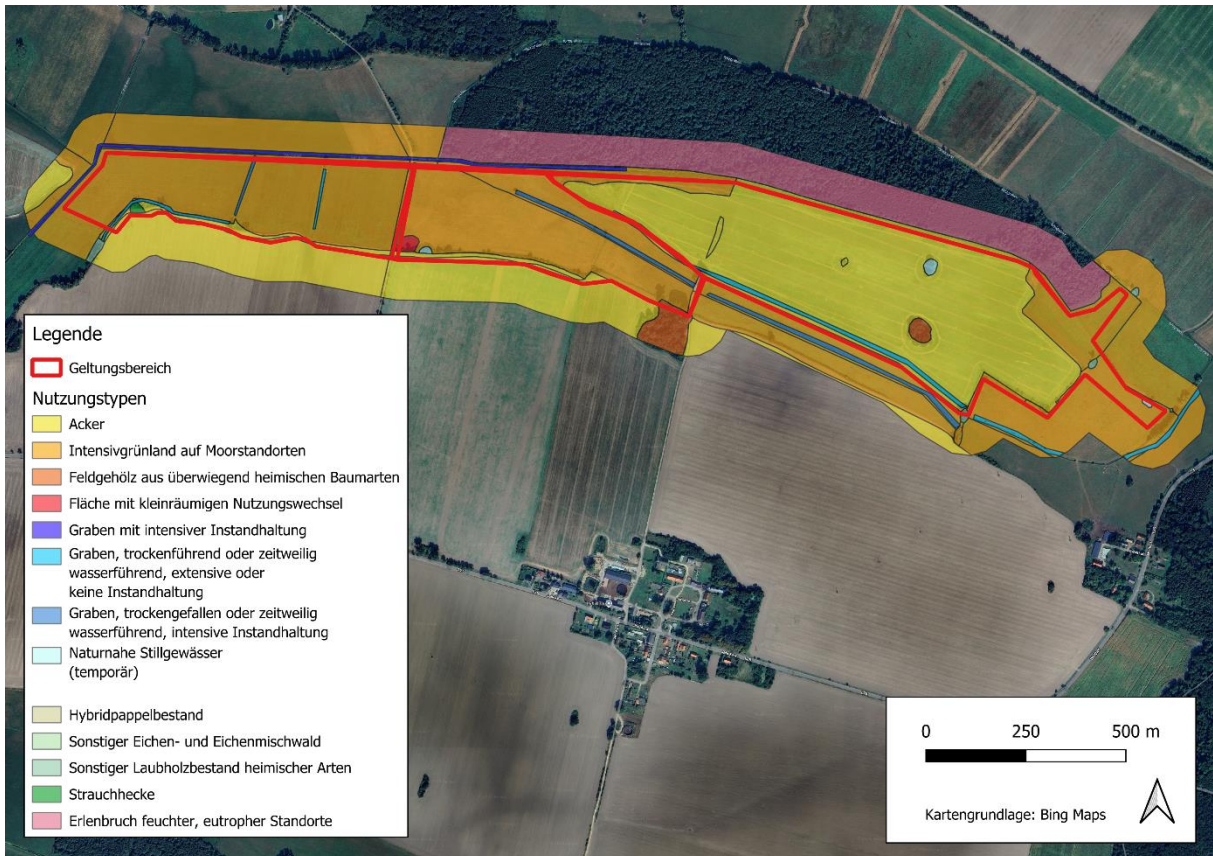 Legende
Geltungsbereich
Nutzungstypen
Acker
Intensivgrünland auf Moorstandorten
Feldgehölz aus überwiegend heimischen Baumarten
Fläche mit kleinräumigen Nutzungswechsel
Graben mit intensiver Instandhaltung
Graben, trockenführend oder zeitweilig
wasserführend, extensive oder
keine Instandhaltung
Graben, trockengefallen oder zeitweilig
wasserführend, intensive Instandhaltung
Naturnahe Stillgewässer
(temporär)
Hybridpappelbestand
Sonstiger Eichen- und Eichenmischwald
Sonstiger Laubholzbestand heimischer Arten
Strauchhecke
Erlenbruch feuchter, eutropher Standorte
0 250 500 m
Kartengrundlage: Bing Maps